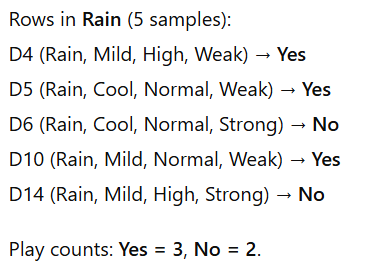 Rows in Rain (5 samples):
D4 (Rain, Mild, High, Weak) → Yes
D5 (Rain, Cool, Normal, Weak) → Yes
D6 (Rain, Cool, Normal, Strong) → No
D10 (Rain, Mild, Normal, Weak) → Yes
D14 (Rain, Mild, High, Strong) → No
Play counts: Yes = 3, No = 2.